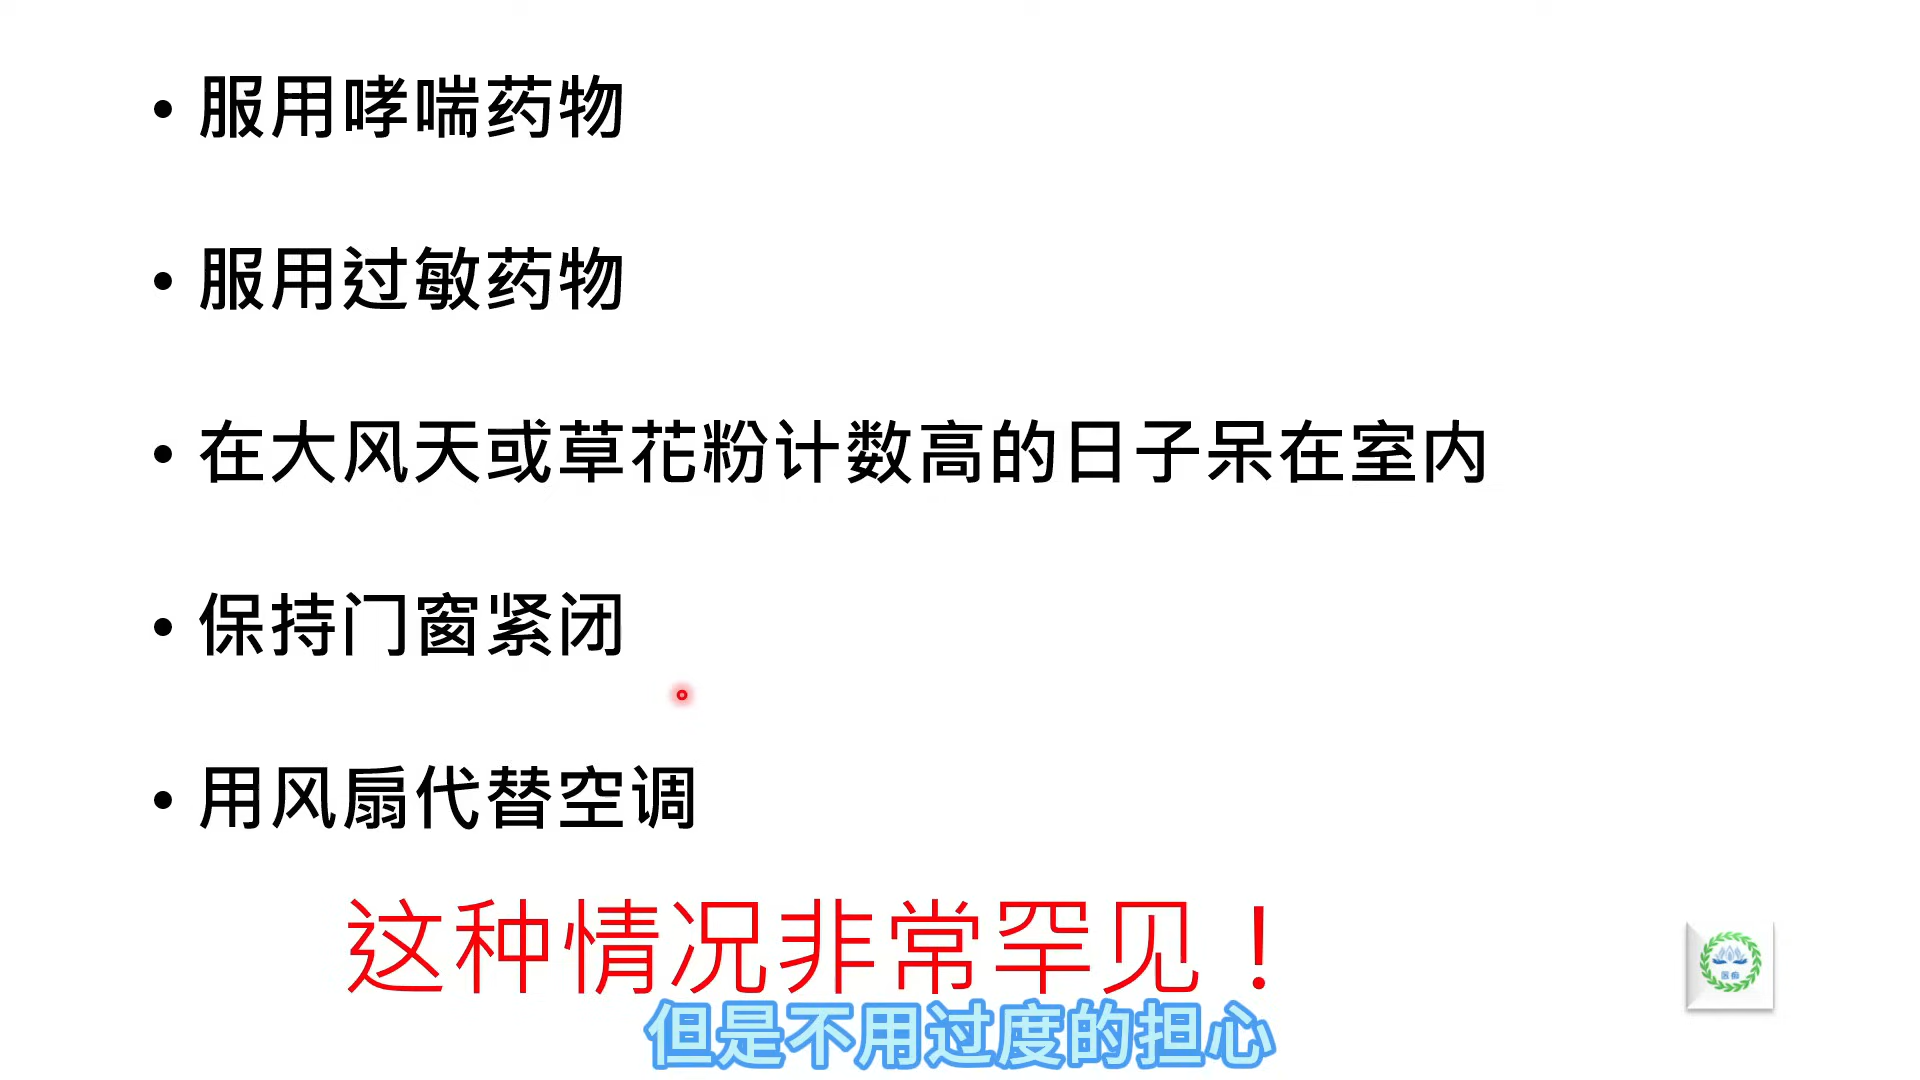 • 服用哮喘药物
• 服用过敏药物
• 在大风天或草花粉计数高的日子呆在室内
• 保持门窗紧闭
• 用风扇代替空调
这种情况非常罕见！
医痴
但是不用过度的担心